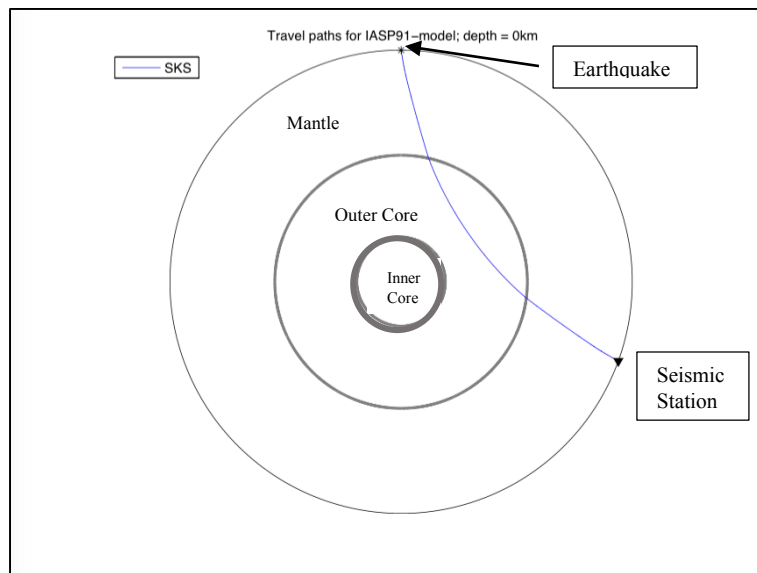 Travel paths for IASP91-model; depth = 0km
SKS
Earthquake
Mantle
Outer Core
Inner
Core
Seismic
Station